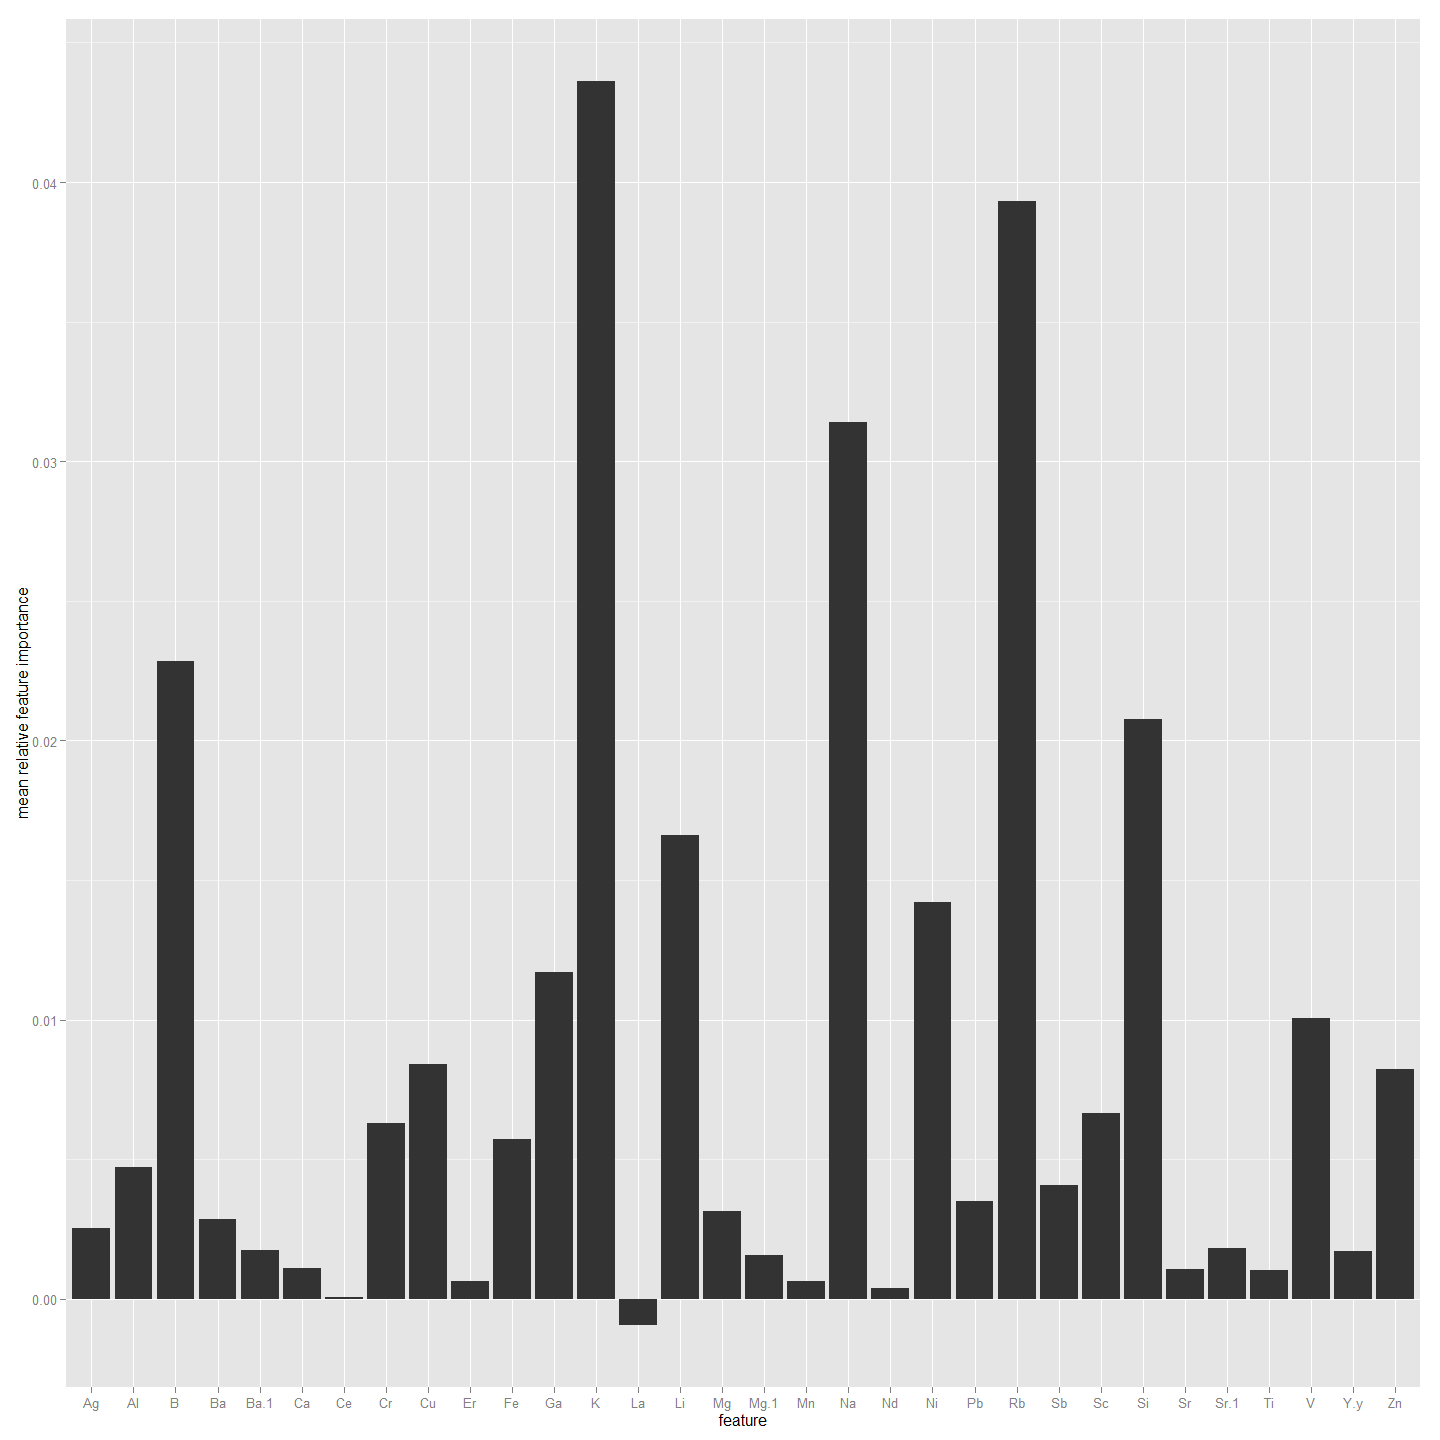 mean relative feature importance
0.04
0.03
0.02
0.01
0.00
Ag Al B Ba Ba.1 Ca Ce Cr Cu Er Fe Ga K La Li Mg Mg.1 Mn Na Nd Ni Pb Rb Sb Sc Si Sr Sr.1 Ti V Y.y Zn
feature